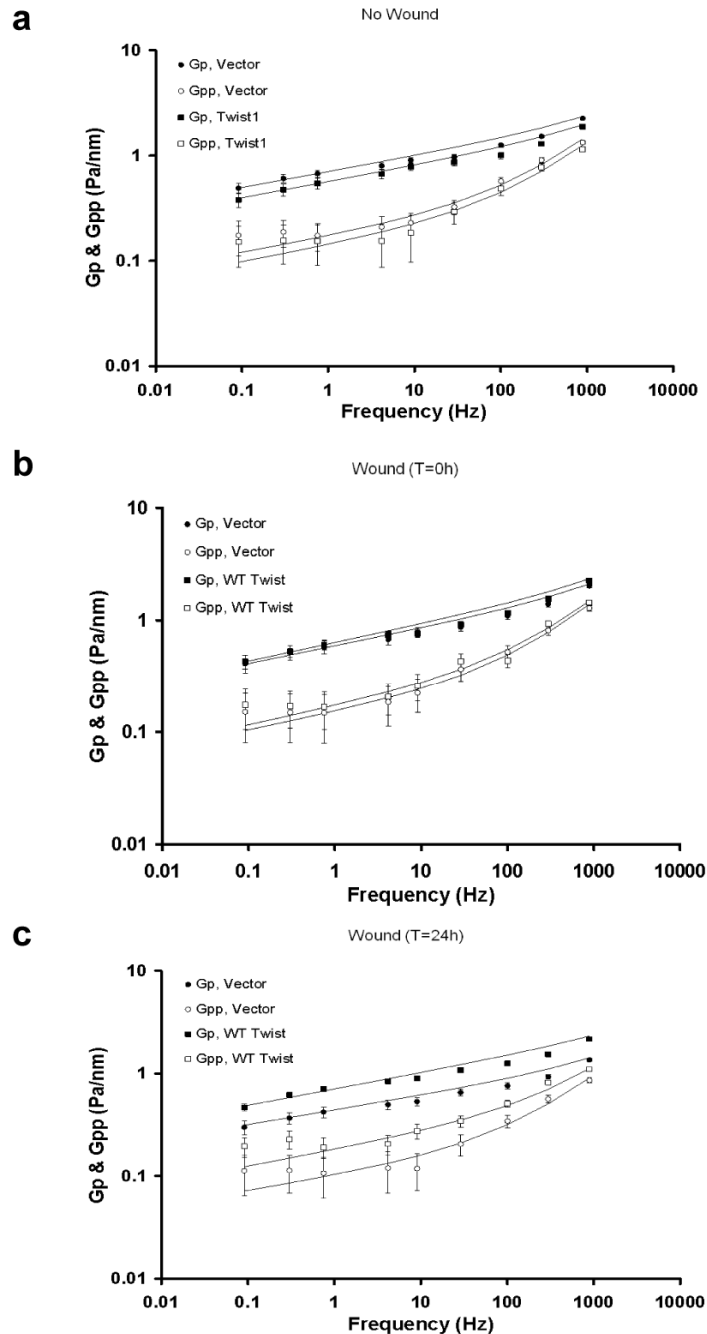 a
No Wound
Gp & Gpp (Pa/nm)
10
1
0.1
0.01
Gp, Vector
Gpp, Vector
Gp, Twist1
Gpp, Twist1
0.01 0.1 1 10 100 1000 10000
Frequency (Hz)
b
Wound (T=0h)
Gp & Gpp (Pa/nm)
10
1
0.1
0.01
Gp, Vector
Gpp, Vector
Gp, WT Twist
Gpp, WT Twist
0.01 0.1 1 10 100 1000 10000
Frequency (Hz)
c
Wound (T=24h)
Gp & Gpp (Pa/nm)
10
1
0.1
0.01
Gp, Vector
Gpp, Vector
Gp, WT Twist
Gpp, WT Twist
0.01 0.1 1 10 100 1000 10000
Frequency (Hz)